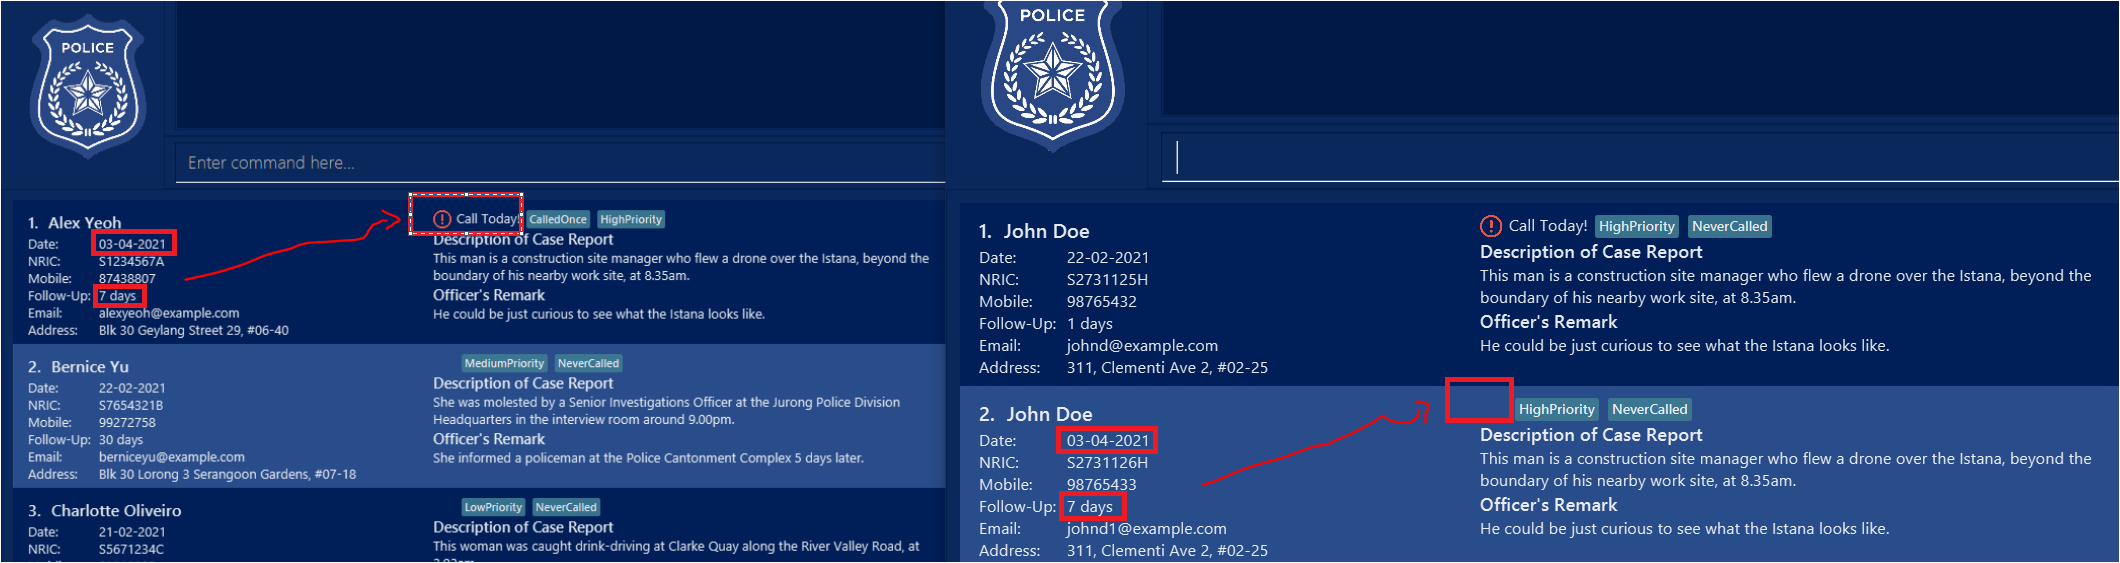 POLICE
Enter command here...
1. Alex Yeoh
Date: 03-04-2021
NRIC: S1234567A
Mobile: 87438807
Follow-Up: 7 days
Email: alexyeoh@example.com
Address: Blk 30 Geylang Street 29, #06-40
Call Today! CalledOnce HighPriority
Description of Case Report
This man is a construction site manager who flew a drone over the Istana, beyond the
boundary of his nearby work site, at 8.35am.
Officer's Remark
He could be just curious to see what the Istana looks like.
2. Bernice Yu
Date: 22-02-2021
NRIC: S7654321B
Mobile: 99272758
Follow-Up: 30 days
Email: berniceyu@example.com
Address: Blk 30 Lorong 3 Serangoon Gardens, #07-18
MediumPriority NeverCalled
Description of Case Report
She was molested by a Senior Investigations Officer at the Jurong Police Division
Headquarters in the interview room around 9.00pm.
Officer's Remark
She informed a policeman at the Police Cantonment Complex 5 days later.
3. Charlotte Oliveiro
Date: 21-02-2021
NRIC: S5671234C
LowPriority NeverCalled
Description of Case Report
This woman was caught drink-driving at Clarke Quay along the River Valley Road, at
POLICE
1. John Doe
Date: 22-02-2021
NRIC: S2731125H
Mobile: 98765432
Follow-Up: 1 days
Email: johnd@example.com
Address: 311, Clementi Ave 2, #02-25
Call Today! HighPriority NeverCalled
Description of Case Report
This man is a construction site manager who flew a drone over the Istana, beyond the
boundary of his nearby work site, at 8.35am.
Officer's Remark
He could be just curious to see what the Istana looks like.
2. John Doe
Date: 03-04-2021
NRIC: S2731126H
Mobile: 98765433
Follow-Up: 7 days
Email: johnd1@example.com
Address: 311, Clementi Ave 2, #02-25
HighPriority NeverCalled
Description of Case Report
This man is a construction site manager who flew a drone over the Istana, beyond the
boundary of his nearby work site, at 8.35am.
Officer's Remark
He could be just curious to see what the Istana looks like.